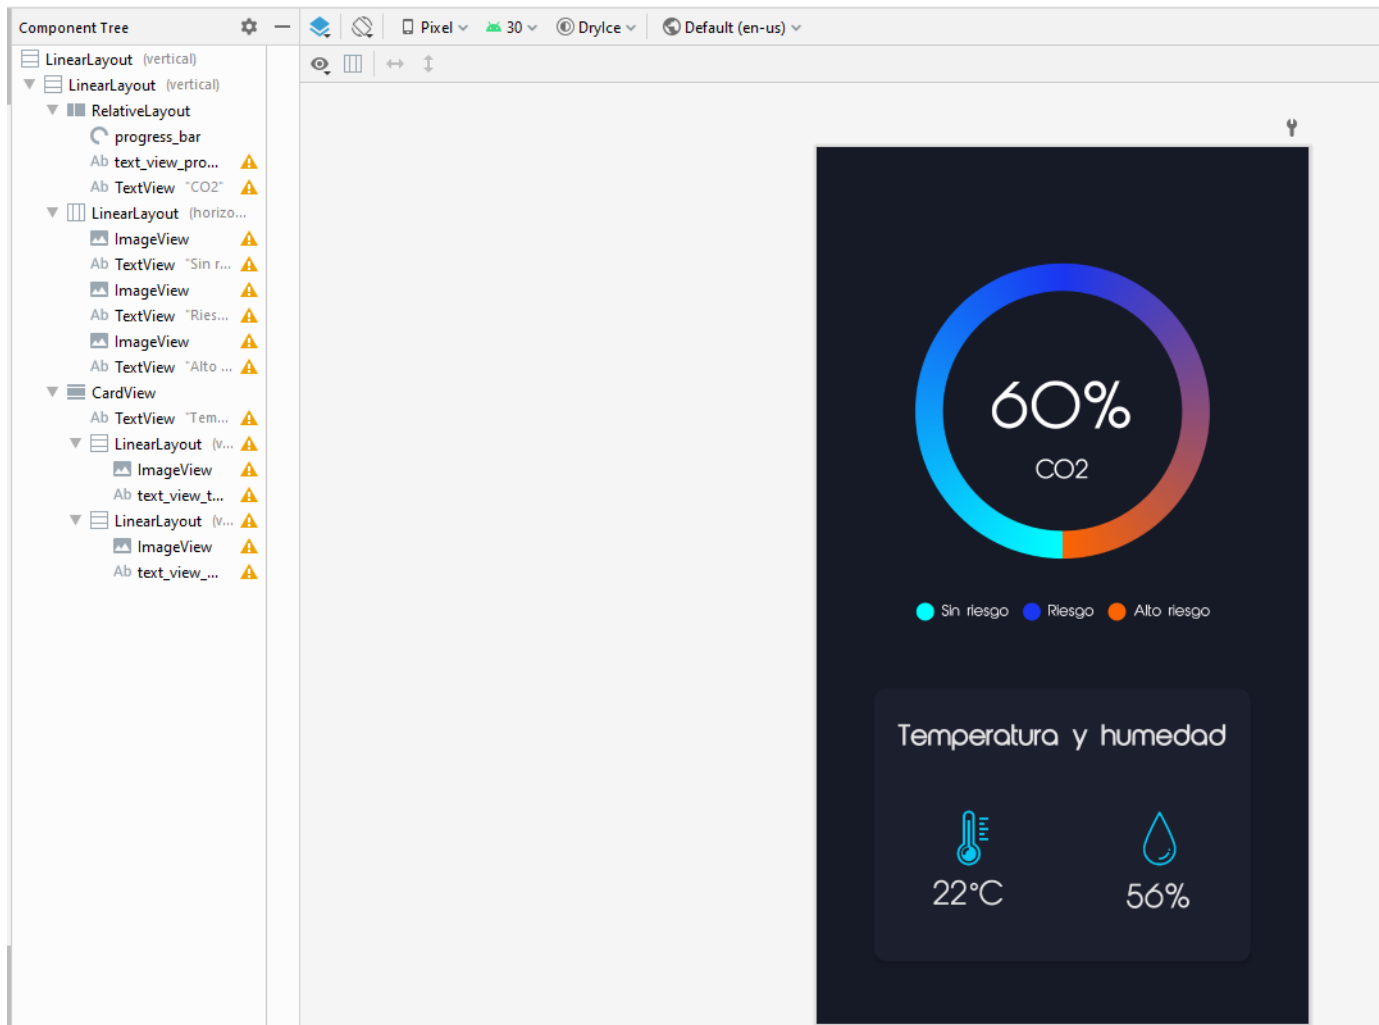 Component Tree
Pixel 30 DryIce Default (en-us)
LinearLayout (vertical)
LinearLayout (vertical)
RelativeLayout
progress_bar
Ab text_view_pro...
Ab TextView "CO2"
LinearLayout (horizo...
ImageView
Ab TextView "Sin r...
ImageView
Ab TextView "Ries...
ImageView
Ab TextView "Alto ...
CardView
Ab TextView "Tem...
LinearLayout (v...
ImageView
Ab text_view_t...
LinearLayout (v...
ImageView
Ab text_view_...
60%
CO2
Sin riesgo Riesgo Alto riesgo
Temperatura y humedad
22°C 56%